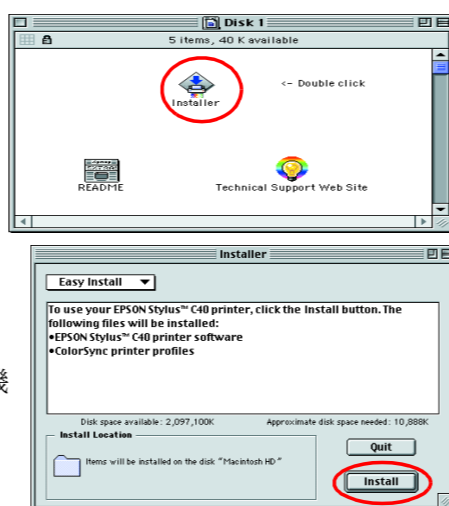 Disk 1
5 items, 40 K available
Installer
<- Double click
README
Technical Support Web Site
Installer
Easy Install
To use your EPSON Stylus™ C40 printer, click the Install button. The
following files will be installed:
•EPSON Stylus™ C40 printer software
•ColorSync printer profiles
Disk space available: 2,097,100K Approximate disk space needed: 10,888K
Install Location
Items will be installed on the disk "Macintosh HD"
Quit
Install